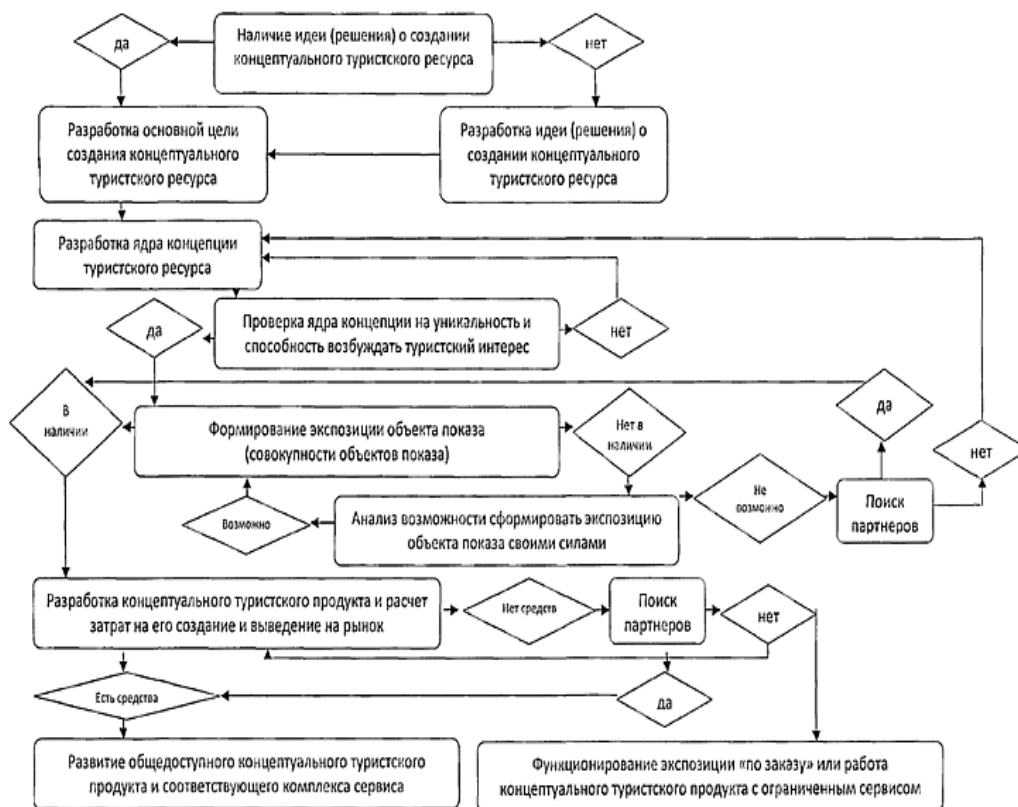 да
Наличие идеи (решения) о создании
концептуального туристского ресурса
нет
Разработка основной цели
создания концептуального
туристского ресурса
Разработка идеи (решения) о
создании концептуального
туристского ресурса
Разработка ядра концепции
туристского ресурса
да
Проверка ядра концепции на уникальность и
способность возбуждать туристский интерес
нет
В
наличии
Формирование экспозиции объекта показа
(совокупности объектов показа)
Нет в
наличии
да
нет
Возможно
Анализ возможности сформировать экспозицию
объекта показа своими силами
Не
возможно
Поиск
партнеров
Разработка концептуального туристского продукта и расчет
затрат на его создание и выведение на рынок
Нет средств
Поиск
партнеров
нет
Есть средства
да
Развитие общедоступного концептуального туристского
продукта и соответствующего комплекса сервиса
Функционирование экспозиции «по заказу» или работа
концептуального туристского продукта с ограниченным сервисом